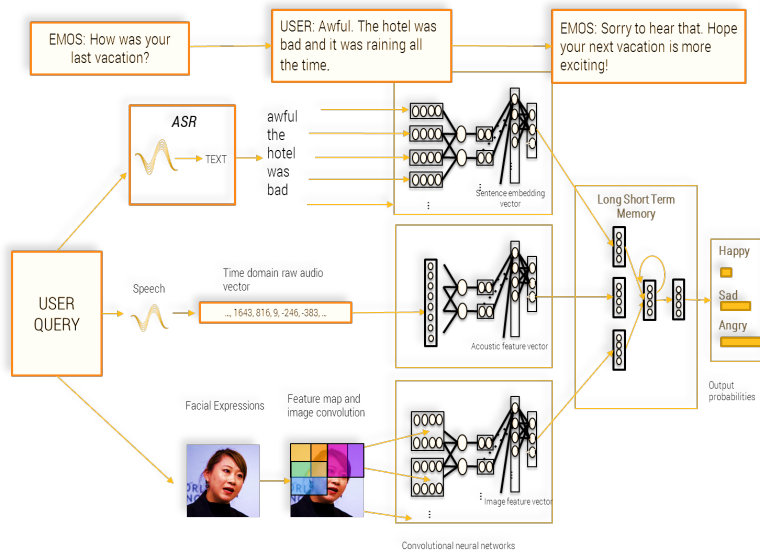 EMOS: How was your
last vacation?
USER: Awful. The hotel was
bad and it was raining all
the time.
EMOS: Sorry to hear that. Hope
your next vacation is more
exciting!
ASR
TEXT
awful
the
hotel
was
bad
Sentence embedding
vector
Long Short Term
Memory
USER
QUERY
Speech
Time domain raw audio
vector
..., 1643, 816, 9, -246, -383, ...
Acoustic feature vector
Happy
Sad
Angry
Output
probabilities
Facial Expressions
Feature map and
image convolution
Image feature vector
Convolutional neural networks